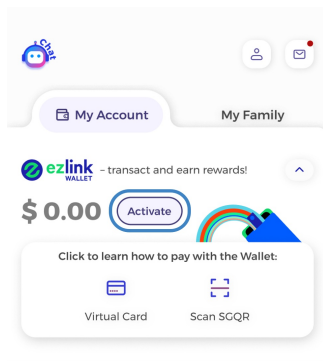 Chat
My Account
My Family
ezlink
WALLET
– transact and earn rewards!
$ 0.00
Activate
Click to learn how to pay with the Wallet:
Virtual Card
Scan SGQR